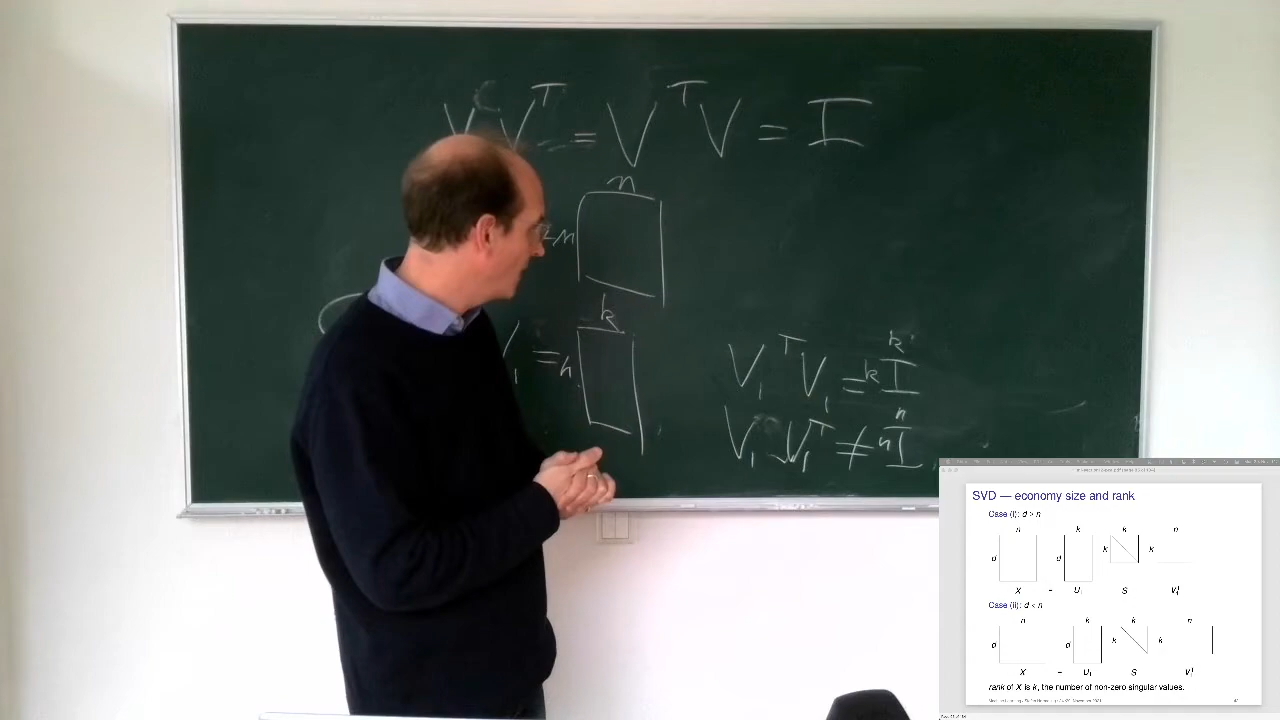 V V^T = V^T V = I
n
n
k
V_1 = n
V_1^T V_1 = k I k
V_1 V_1^T ≠ n I n
SVD — economy size and rank
Case (i): d > n
n k k n
d d k k
X = U_1 S V_1^T
Case (ii): d < n
n k k n
d d k k
X = U_1 S V_1^T
rank of X is k, the number of non-zero singular values.